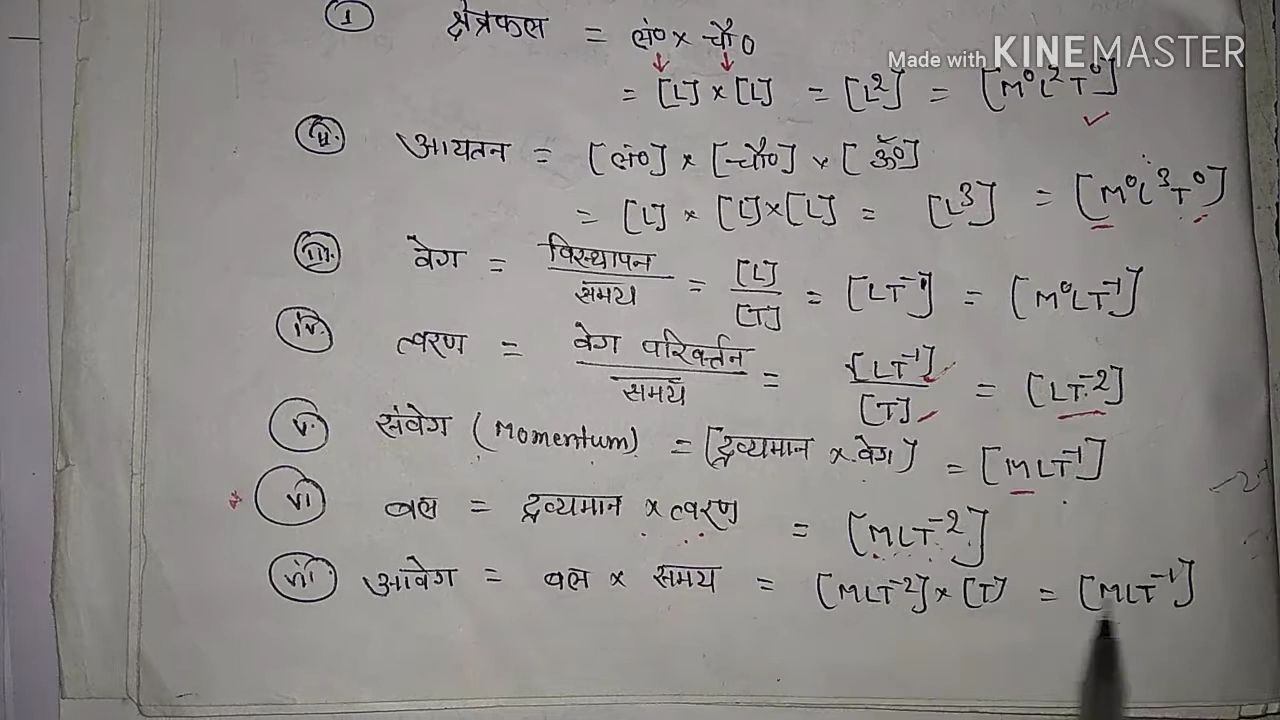 Made with KINEMASTER
(I) क्षेत्रफल = लं० × चौ०
= [L] × [L] = [L²] = [M⁰L²T⁰]
(II.) आयतन = [लं०] × [चौ०] × [ऊँ०]
= [L] × [L] × [L] = [L³] = [M⁰L³T⁰]
(III.) वेग = विस्थापन / समय = [L] / [T] = [LT⁻¹] = [M⁰LT⁻¹]
(IV.) त्वरण = वेग परिवर्तन / समय = [LT⁻¹] / [T] = [LT⁻²]
(V.) संवेग (Momentum) = [द्रव्यमान × वेग] = [MLT⁻¹]
(VI) बल = द्रव्यमान × त्वरण = [MLT⁻²]
(VII) आवेग = बल × समय = [MLT⁻²] × [T] = [MLT⁻¹]